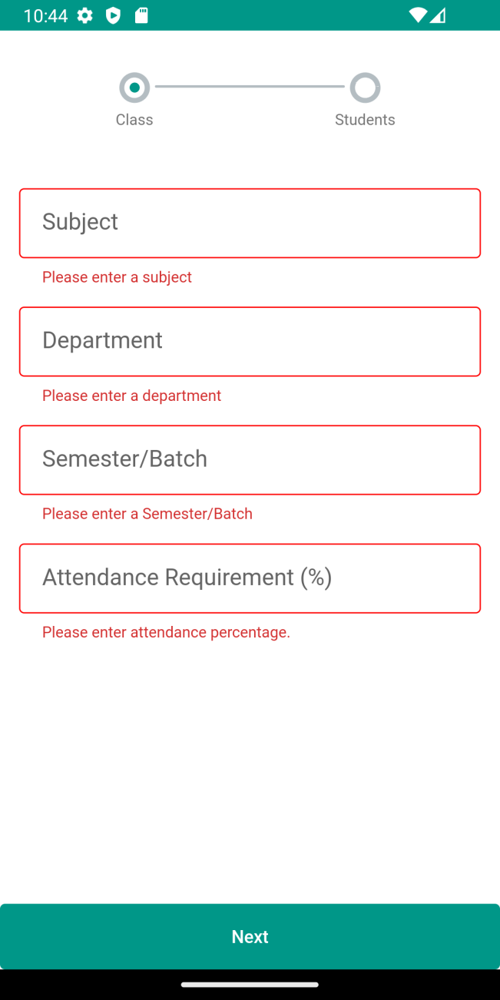 10:44
Class
Students
Subject
Please enter a subject
Department
Please enter a department
Semester/Batch
Please enter a Semester/Batch
Attendance Requirement (%)
Please enter attendance percentage.
Next